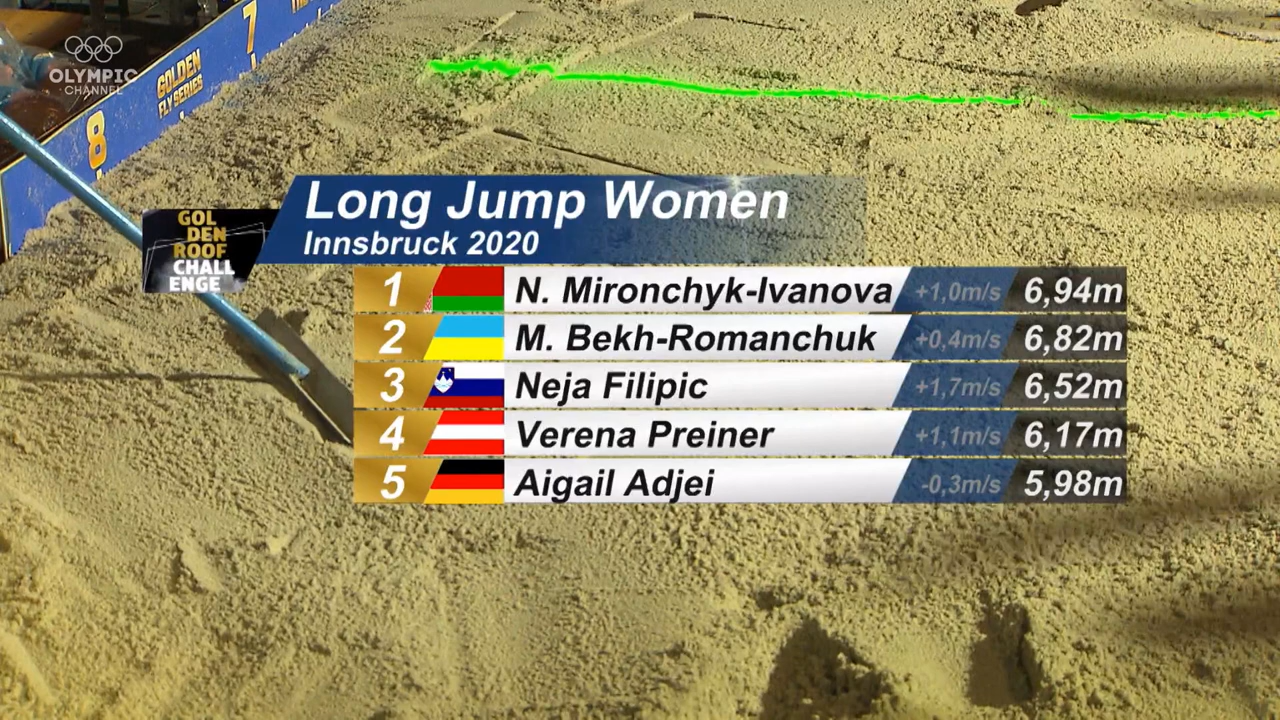 OLYMPIC
CHANNEL
7
GOLDEN
FLY SERIES
8
Long Jump Women
Innsbruck 2020
GOL
DEN
ROOF
CHALL
ENGE
1 N. Mironchyk-Ivanova +1,0m/s 6,94m
2 M. Bekh-Romanchuk +0,4m/s 6,82m
3 Neja Filipic +1,7m/s 6,52m
4 Verena Preiner +1,1m/s 6,17m
5 Aigail Adjei -0,3m/s 5,98m